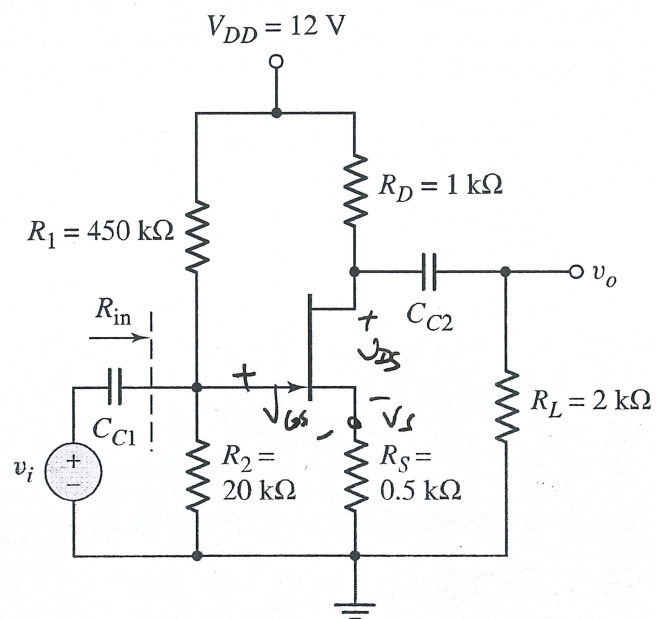 V_DD = 12 V
R_D = 1 kΩ
R_1 = 450 kΩ
v_o
R_in
C_C2
+
V_DS
+
V_GS
-
-
V_S
R_L = 2 kΩ
C_C1
v_i
+
−
R_2 =
20 kΩ
R_S =
0.5 kΩ